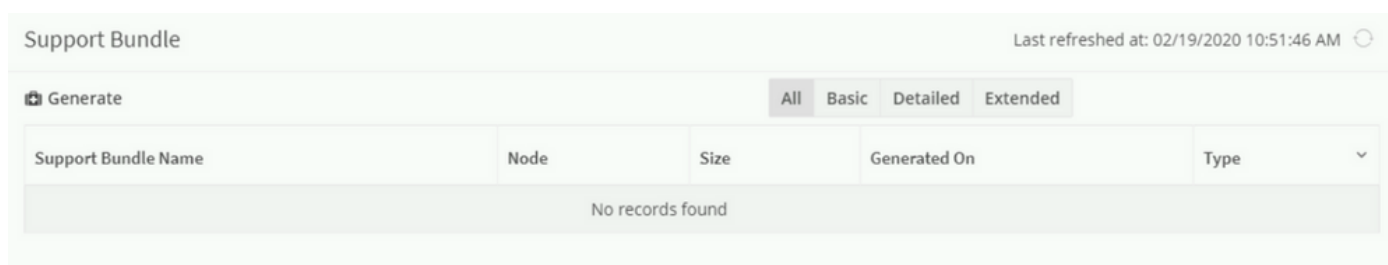 Support Bundle Last refreshed at: 02/19/2020 10:51:46 AM
Generate All Basic Detailed Extended
Support Bundle Name Node Size Generated On Type
No records found